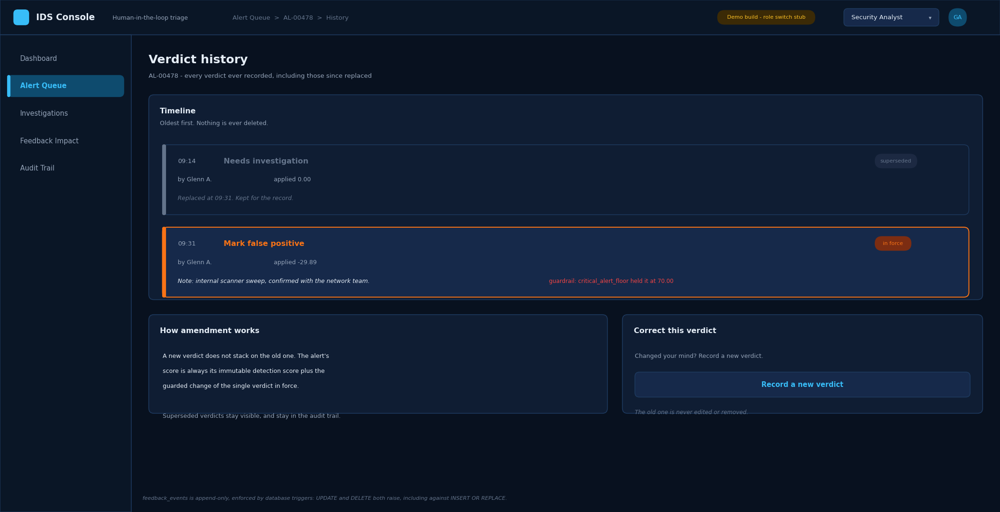 IDS Console
Human-in-the-loop triage
Alert Queue > AL-00478 > History
Demo build - role switch stub
Security Analyst ▾
GA
Dashboard
Alert Queue
Investigations
Feedback Impact
Audit Trail
Verdict history
AL-00478 - every verdict ever recorded, including those since replaced
Timeline
Oldest first. Nothing is ever deleted.
09:14 Needs investigation superseded
by Glenn A. applied 0.00
Replaced at 09:31. Kept for the record.
09:31 Mark false positive in force
by Glenn A. applied -29.89
Note: internal scanner sweep, confirmed with the network team. guardrail: critical_alert_floor held it at 70.00
How amendment works
A new verdict does not stack on the old one. The alert's
score is always its immutable detection score plus the
guarded change of the single verdict in force.
Superseded verdicts stay visible, and stay in the audit trail.
Correct this verdict
Changed your mind? Record a new verdict.
Record a new verdict
The old one is never edited or removed.
feedback_events is append-only, enforced by database triggers: UPDATE and DELETE both raise, including against INSERT OR REPLACE.